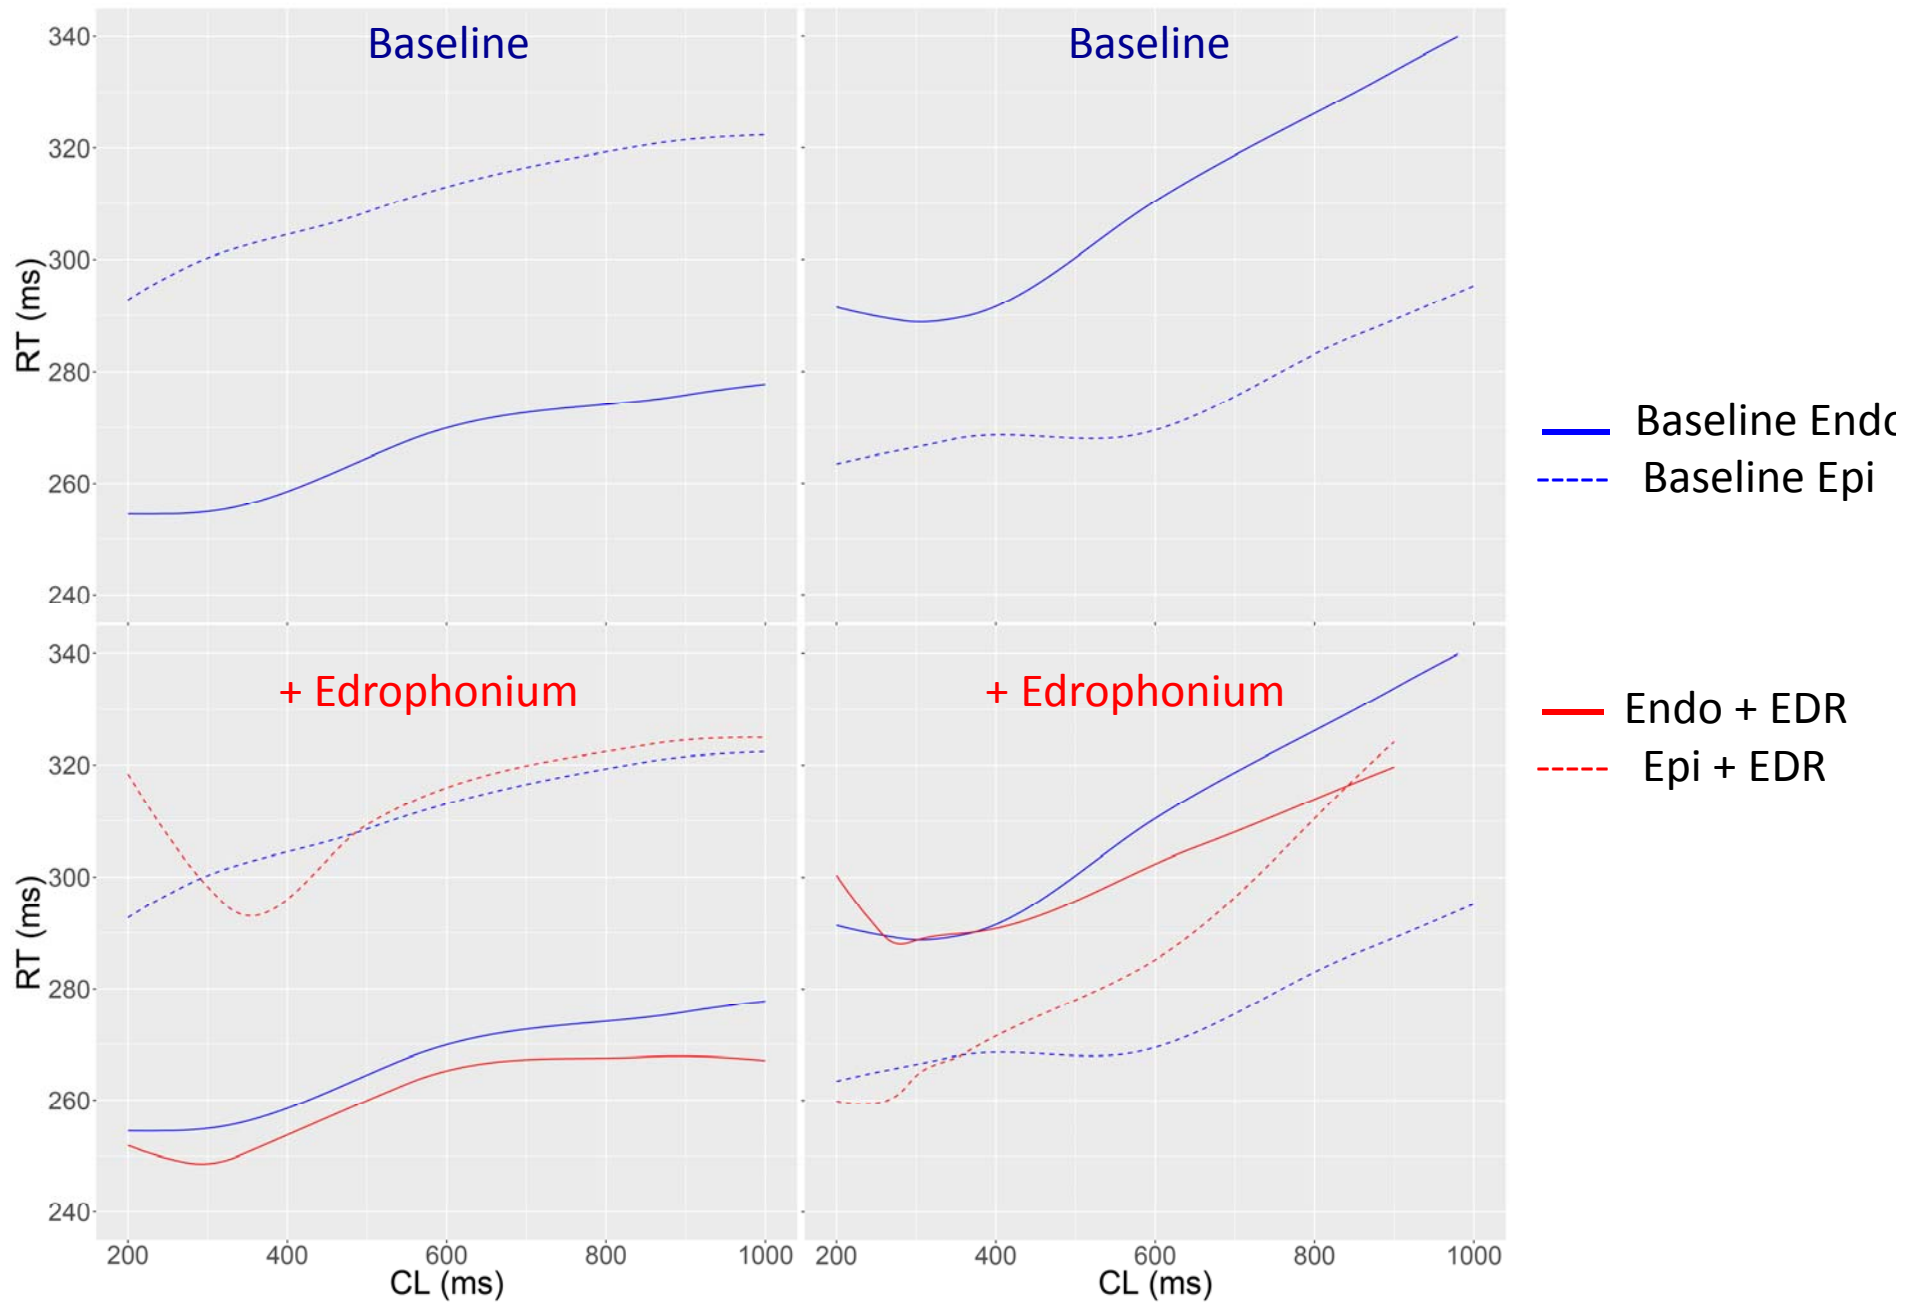 Baseline
Baseline
340
320
300
280
260
240
RT (ms)
Baseline Endo
Baseline Epi
+ Edrophonium
+ Edrophonium
340
320
300
280
260
240
RT (ms)
Endo + EDR
Epi + EDR
200 400 600 800 1000 200 400 600 800 1000
CL (ms) CL (ms)